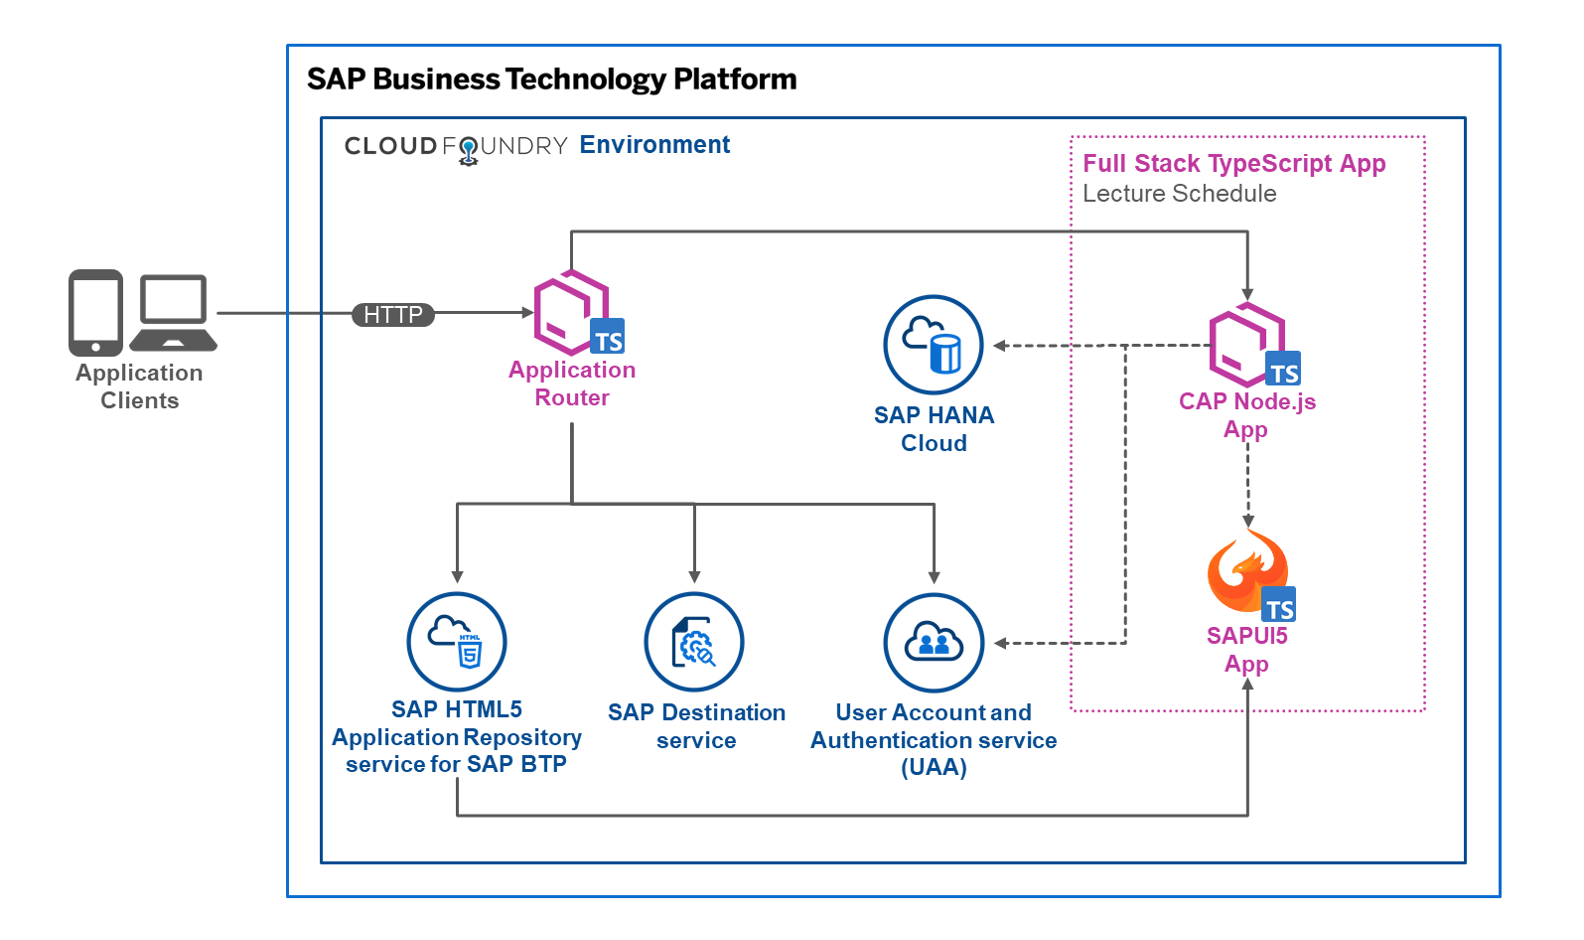 SAP Business Technology Platform
CLOUD FOUNDRY Environment
Full Stack TypeScript App
Lecture Schedule
HTTP
Application
Clients
TS
Application
Router
SAP HANA
Cloud
TS
CAP Node.js
App
TS
SAPUI5
App
HTML
5
SAP HTML5
Application Repository
service for SAP BTP
SAP Destination
service
User Account and
Authentication service
(UAA)